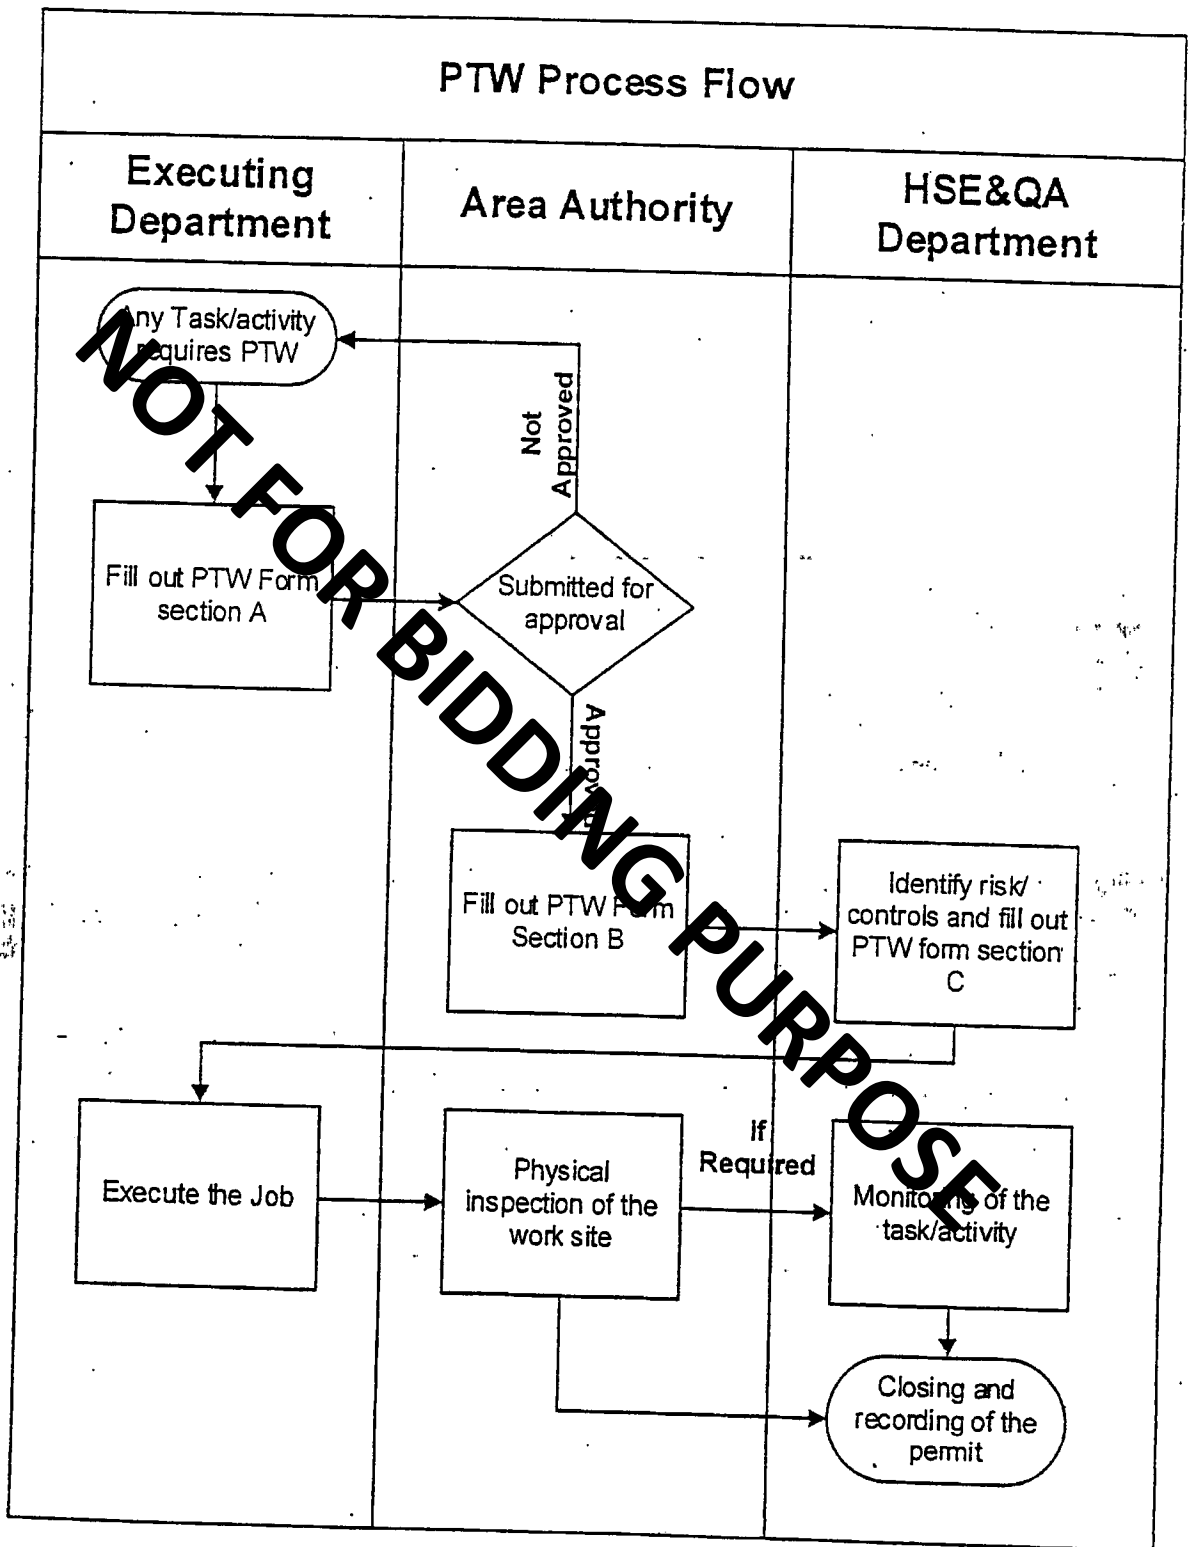 PTW Process Flow
Executing
Department
Area Authority
HSE&QA
Department
Any Task/activity
requires PTW
Not
Approved
Fill out PTW Form
section A
Submitted for
approval
Approved
Fill out PTW Form
Section B
Identify risk/
controls and fill out
PTW form section
C
Execute the Job
Physical
inspection of the
work site
If
Required
Monitoring of the
task/activity
Closing and
recording of the
permit
NOT FOR BIDDING PURPOSE